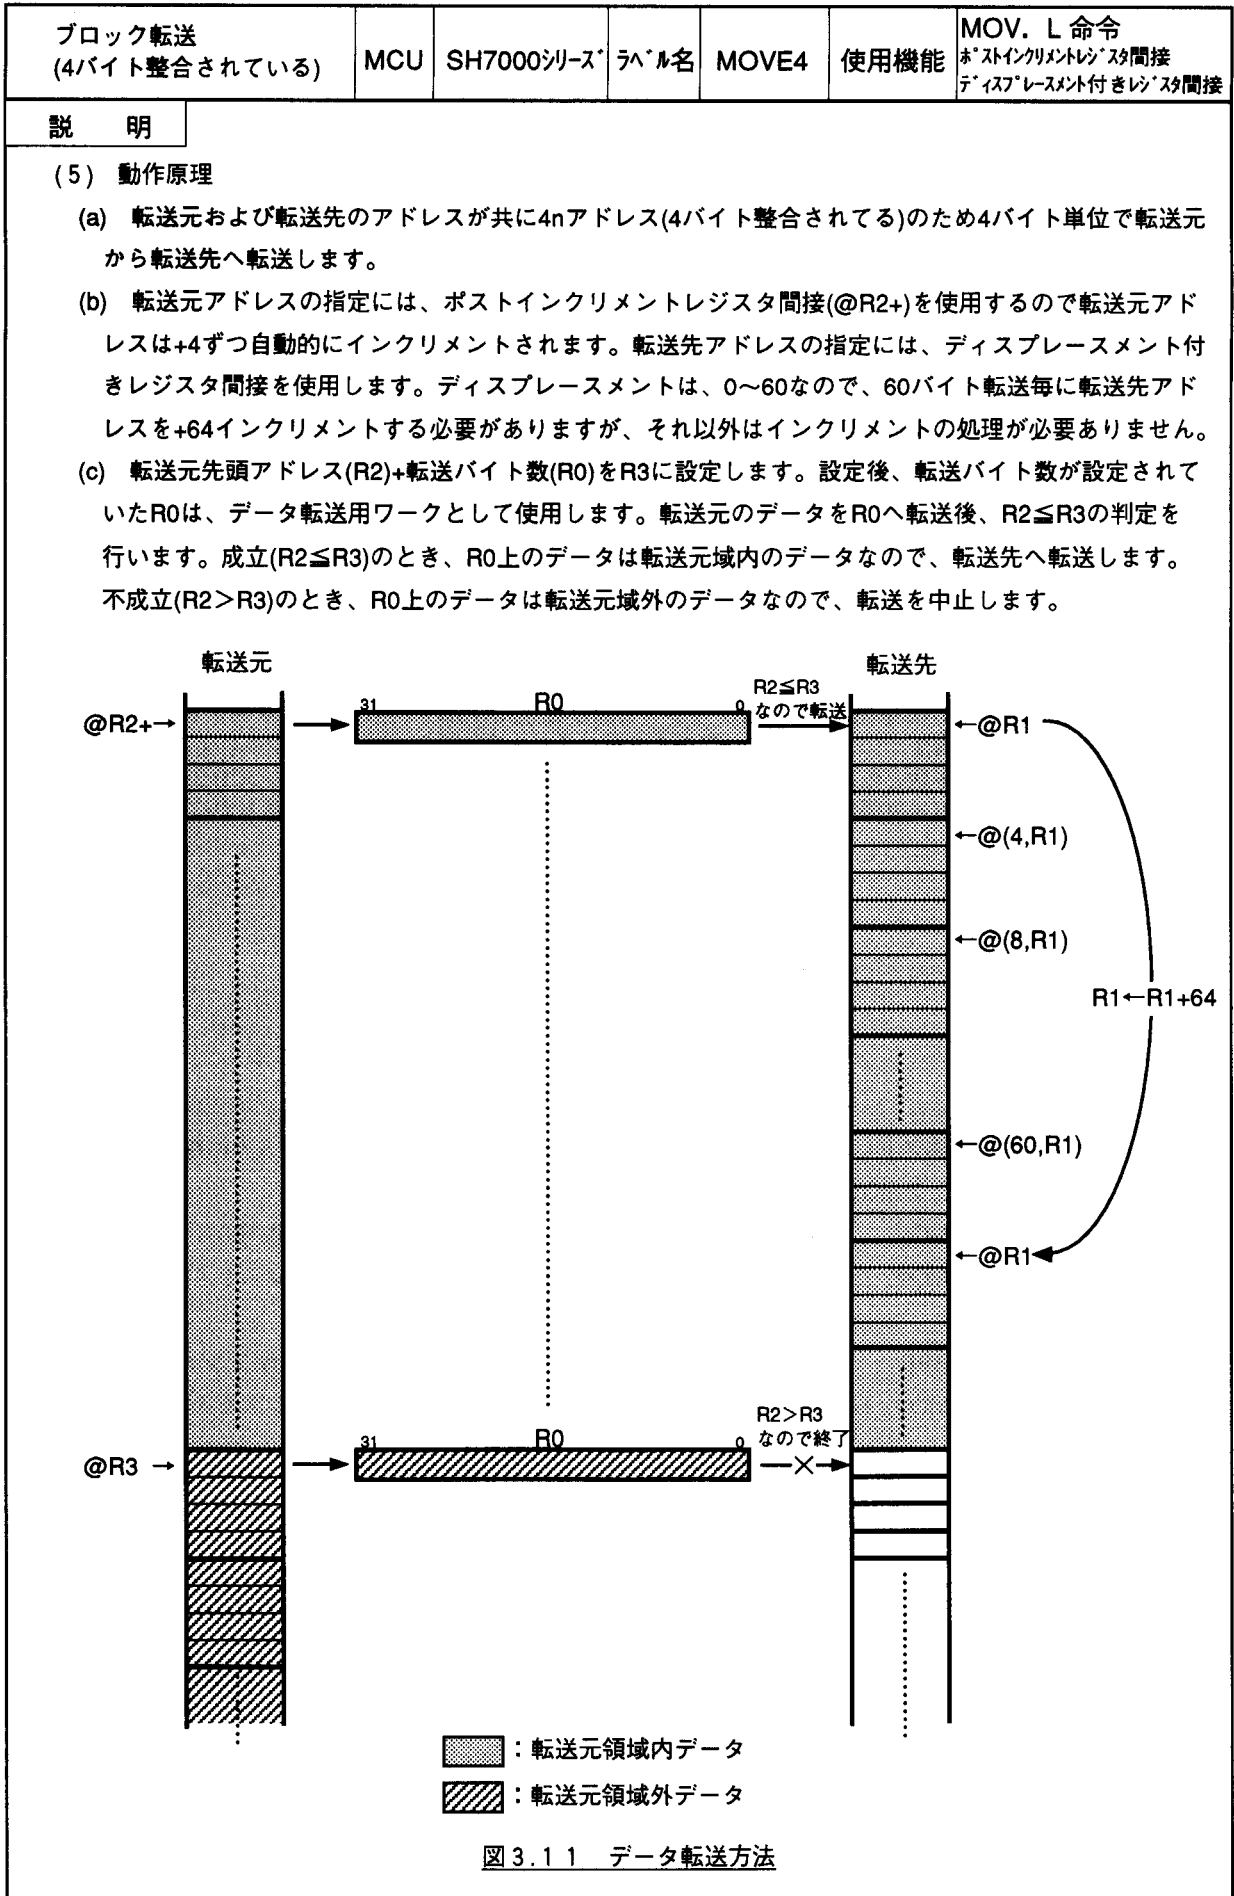 ブロック転送
(4バイト整合されている)
MCU
SH7000シリーズ
ラベル名
MOVE4
使用機能
MOV. L 命令
ポストインクリメントレジスタ間接
ディスプレースメント付きレジスタ間接
説 明
(5) 動作原理
(a) 転送元および転送先のアドレスが共に4nアドレス(4バイト整合されてる)のため4バイト単位で転送元
から転送先へ転送します。
(b) 転送元アドレスの指定には、ポストインクリメントレジスタ間接(@R2+)を使用するので転送元アド
レスは+4ずつ自動的にインクリメントされます。転送先アドレスの指定には、ディスプレースメント付
きレジスタ間接を使用します。ディスプレースメントは、0〜60なので、60バイト転送毎に転送先アド
レスを+64インクリメントする必要がありますが、それ以外はインクリメントの処理が必要ありません。
(c) 転送元先頭アドレス(R2)+転送バイト数(R0)をR3に設定します。設定後、転送バイト数が設定されて
いたR0は、データ転送用ワークとして使用します。転送元のデータをR0へ転送後、R2≦R3の判定を
行います。成立(R2≦R3)のとき、R0上のデータは転送元域内のデータなので、転送先へ転送します。
不成立(R2>R3)のとき、R0上のデータは転送元域外のデータなので、転送を中止します。
転送元
転送先
@R2+→
31
R0
0
R2≦R3
なので転送
←@R1
←@(4,R1)
←@(8,R1)
R1←R1+64
←@(60,R1)
←@R1
@R3 →
31
R0
0
R2>R3
なので終了
×
：転送元領域内データ
：転送元領域外データ
図3.11 データ転送方法